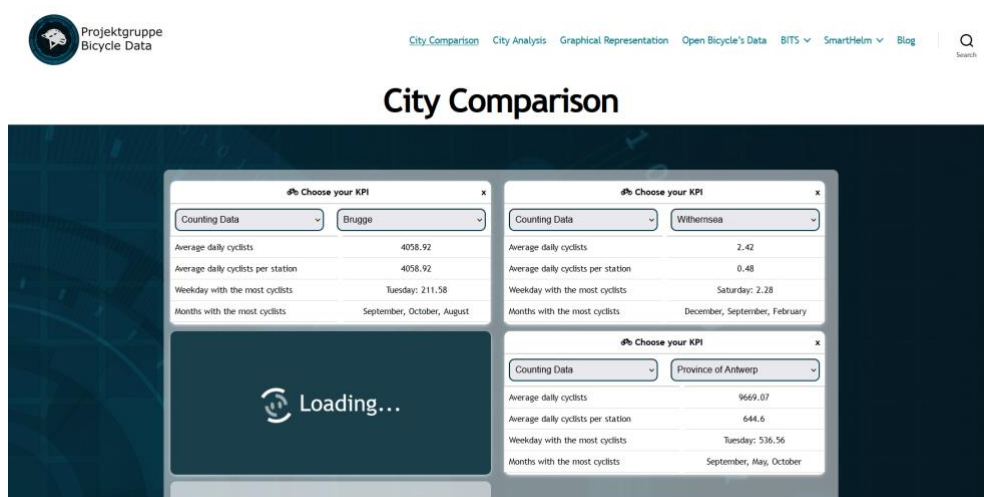 Projektgruppe
Bicycle Data
City Comparison City Analysis Graphical Representation Open Bicycle's Data BITS SmartHelm Blog
Search
City Comparison
Choose your KPI x
Counting Data Brugge
Average daily cyclists 4058.92
Average daily cyclists per station 4058.92
Weekday with the most cyclists Tuesday: 211.58
Months with the most cyclists September, October, August
Choose your KPI x
Counting Data Withernsea
Average daily cyclists 2.42
Average daily cyclists per station 0.48
Weekday with the most cyclists Saturday: 2.28
Months with the most cyclists December, September, February
Loading...
Choose your KPI x
Counting Data Province of Antwerp
Average daily cyclists 9669.07
Average daily cyclists per station 644.6
Weekday with the most cyclists Tuesday: 536.56
Months with the most cyclists September, May, October